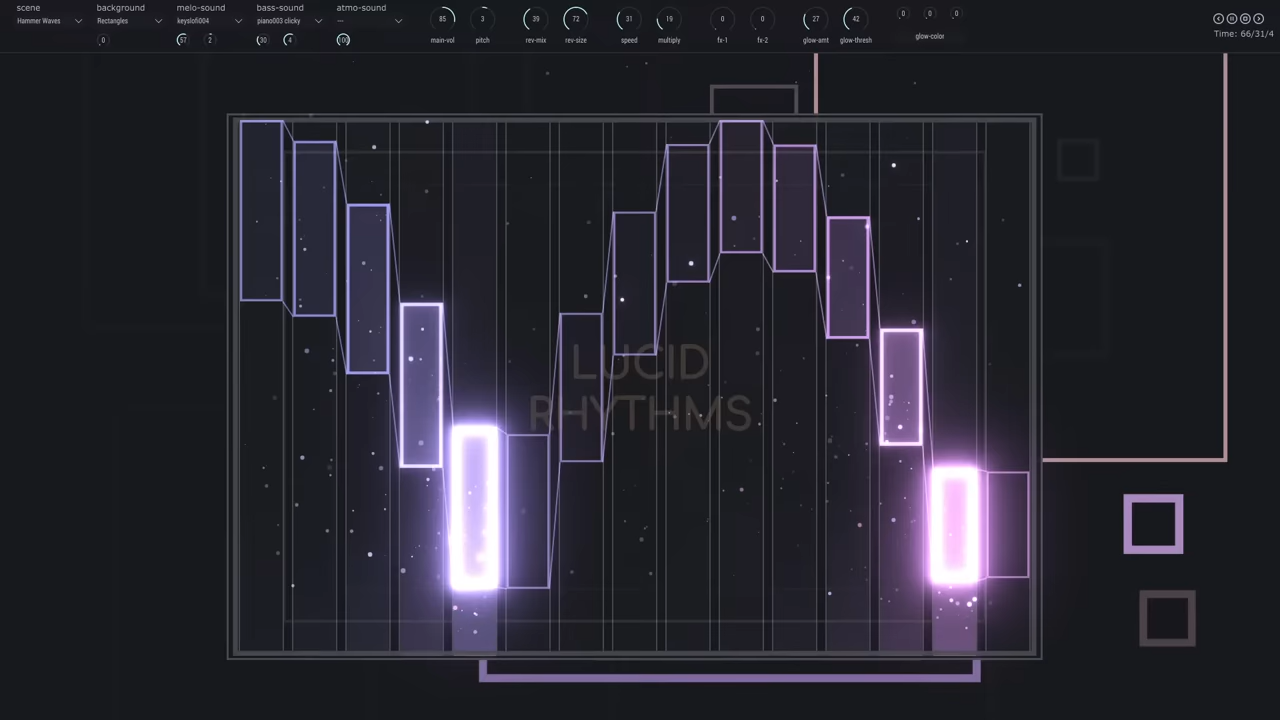 scene
background
melo-sound
bass-sound
atmo-sound
Hammer Waves
Rectangles
keyslofi004
piano003 clicky
---
0
57
2
30
4
100
85
3
39
72
31
19
0
0
27
42
0
0
0
main-vol
pitch
rev-mix
rev-size
speed
multiply
fx-1
fx-2
glow-amt
glow-thresh
glow-color
Time: 66/31/4
LUCID
RHYTHMS